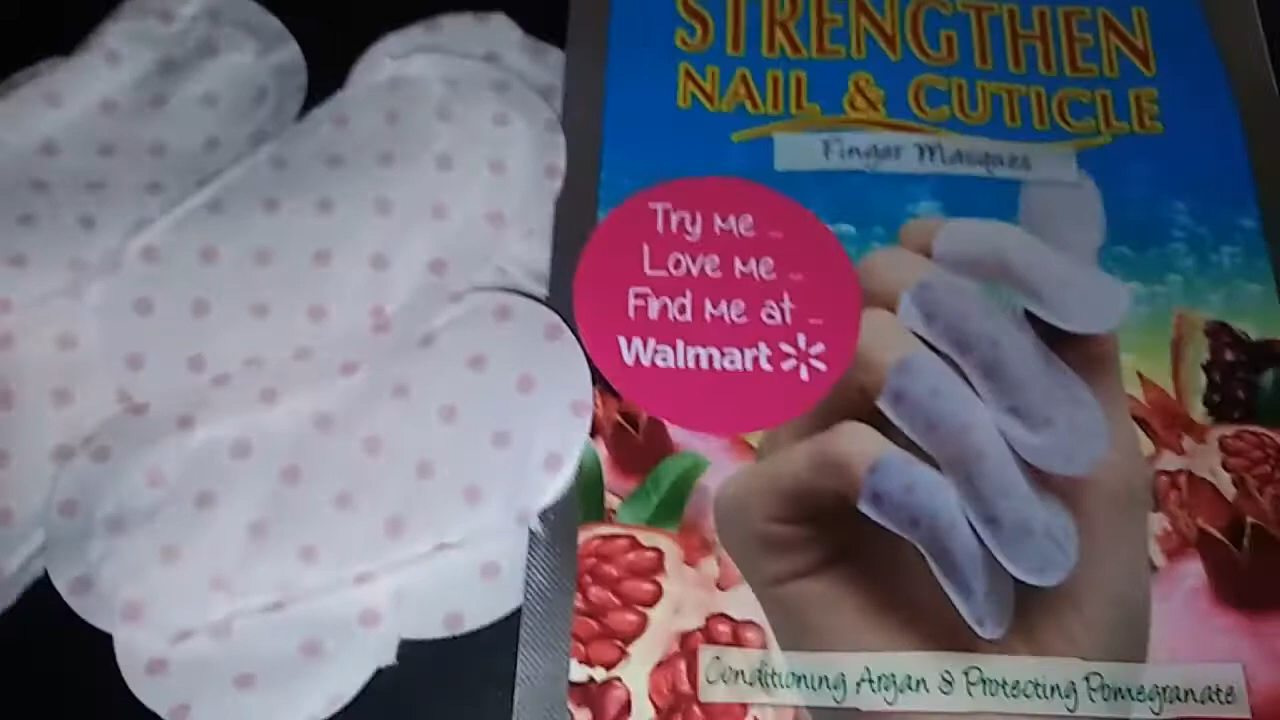 STRENGTHEN
NAIL & CUTICLE
Finger Masques
Try Me ..
Love Me ..
Find Me at ..
Walmart
Conditioning Argan & Protecting Pomegranate